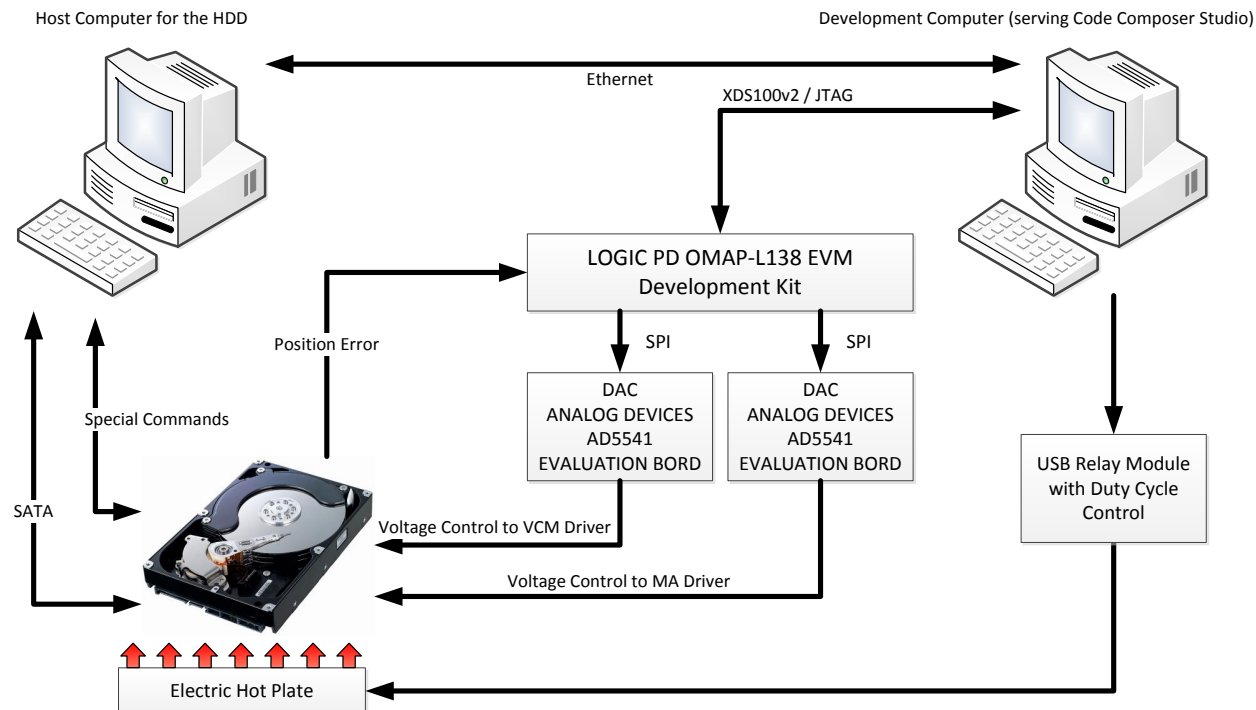 Host Computer for the HDD
Development Computer (serving Code Composer Studio)
Ethernet
XDS100v2 / JTAG
LOGIC PD OMAP-L138 EVM
Development Kit
Position Error
SPI
SPI
DAC
ANALOG DEVICES
AD5541
EVALUATION BORD
DAC
ANALOG DEVICES
AD5541
EVALUATION BORD
Special Commands
USB Relay Module
with Duty Cycle
Control
SATA
Voltage Control to VCM Driver
Voltage Control to MA Driver
Electric Hot Plate